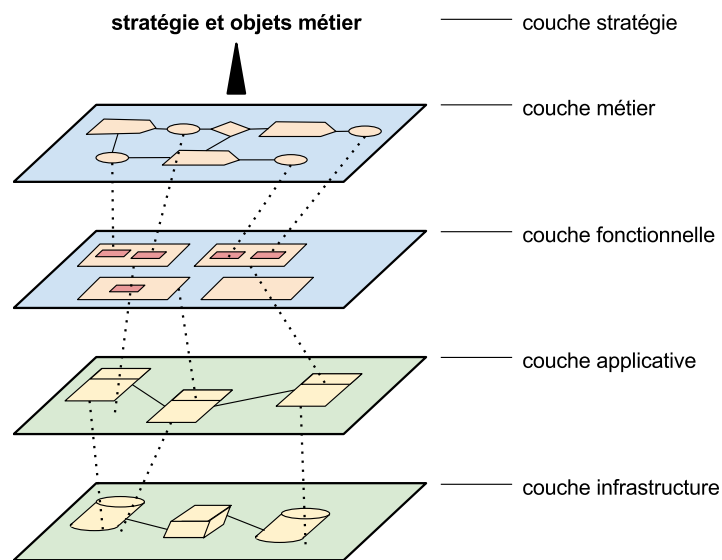 stratégie et objets métier
couche stratégie
couche métier
couche fonctionnelle
couche applicative
couche infrastructure